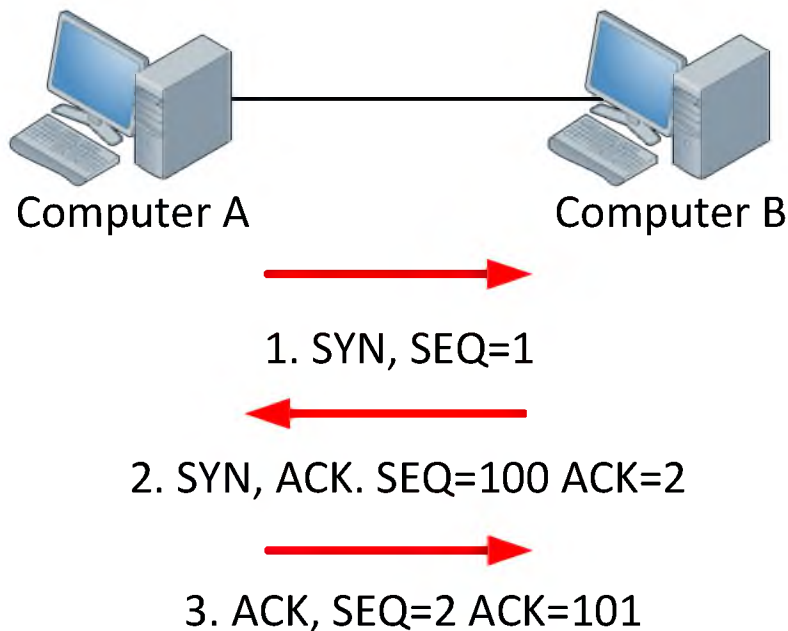 Computer A
Computer B
1. SYN, SEQ=1
2. SYN, ACK. SEQ=100 ACK=2
3. ACK, SEQ=2 ACK=101